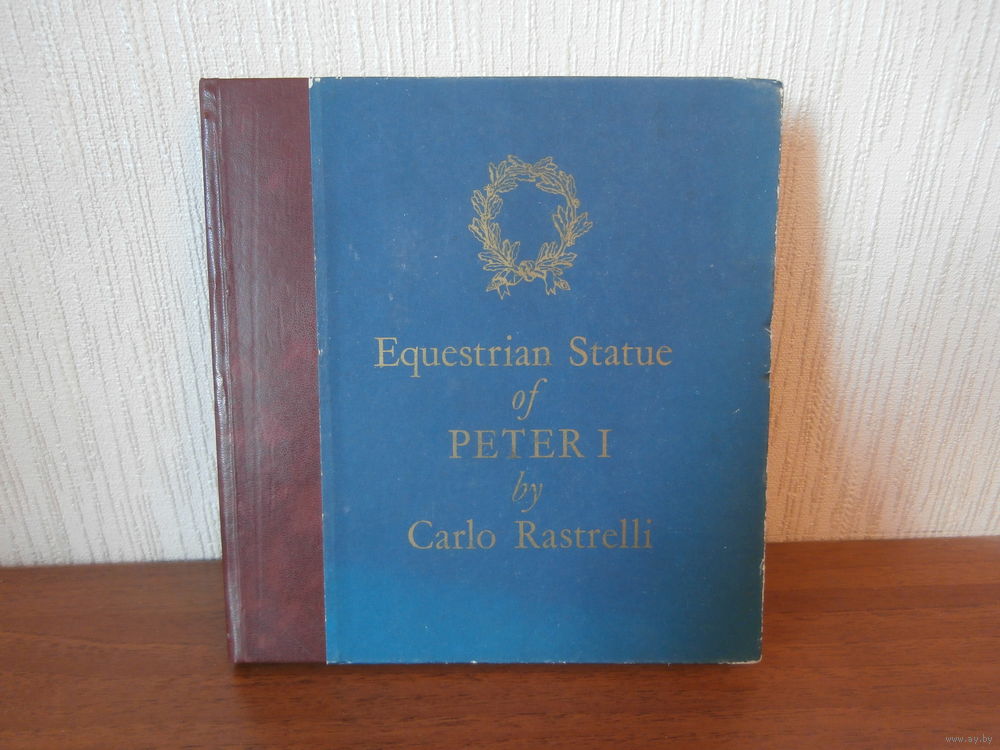 Equestrian Statue
of
PETER I
by
Carlo Rastrelli
www.ay.by